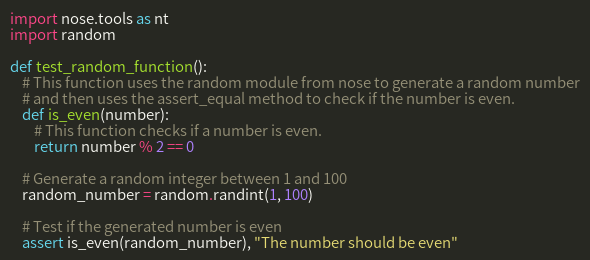 import nose.tools as nt
import random
def test_random_function():
# This function uses the random module from nose to generate a random number
# and then uses the assert_equal method to check if the number is even.
def is_even(number):
# This function checks if a number is even.
return number % 2 == 0
# Generate a random integer between 1 and 100
random_number = random.randint(1, 100)
# Test if the generated number is even
assert is_even(random_number), "The number should be even"